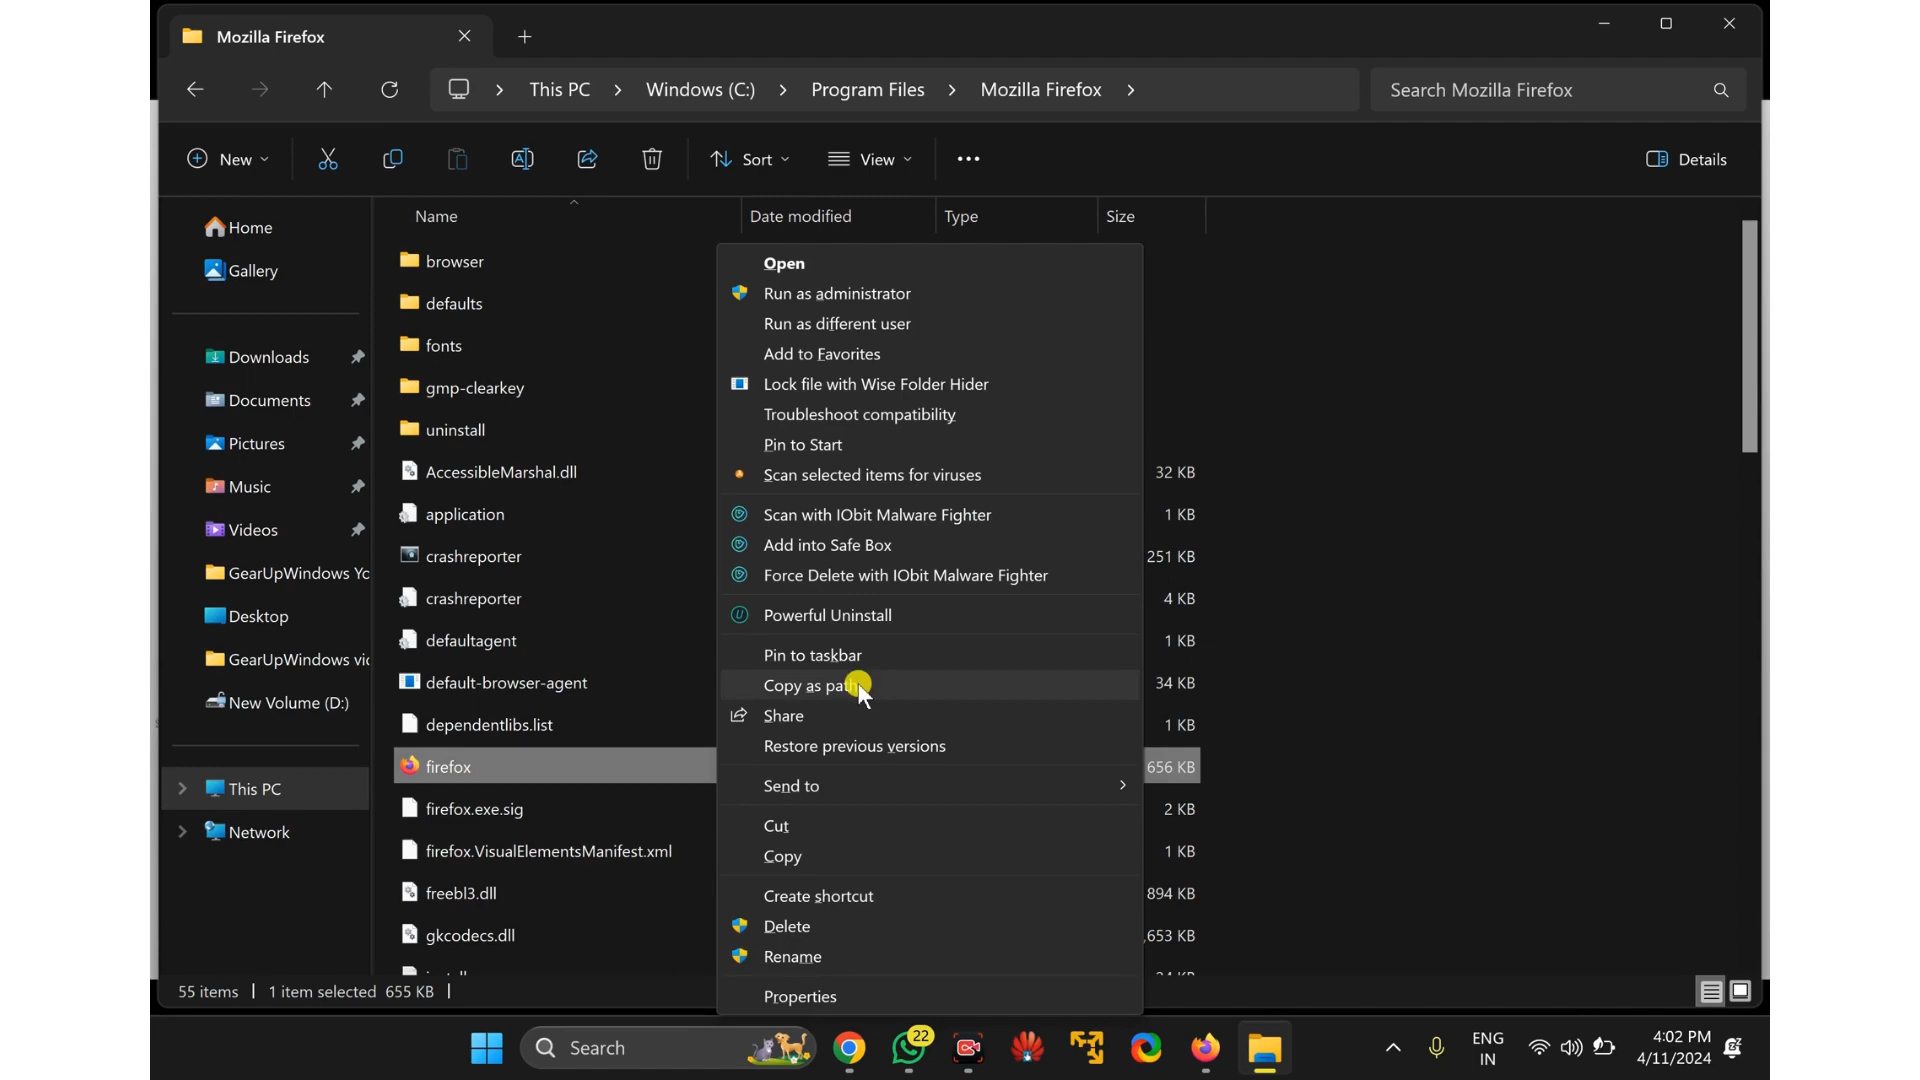 Mozilla Firefox
This PC > Windows (C:) > Program Files > Mozilla Firefox >
Search Mozilla Firefox
New
Sort
View
Details
Home
Gallery
Downloads
Documents
Pictures
Music
Videos
GearUpWindows Yo
Desktop
GearUpWindows vid
New Volume (D:)
This PC
Network
Name
Date modified
Type
Size
browser
defaults
fonts
gmp-clearkey
uninstall
AccessibleMarshal.dll
32 KB
application
1 KB
crashreporter
251 KB
crashreporter
4 KB
defaultagent
1 KB
default-browser-agent
34 KB
dependentlibs.list
1 KB
firefox
656 KB
firefox.exe.sig
2 KB
firefox.VisualElementsManifest.xml
1 KB
freebl3.dll
894 KB
gkcodecs.dll
,653 KB
Open
Run as administrator
Run as different user
Add to Favorites
Lock file with Wise Folder Hider
Troubleshoot compatibility
Pin to Start
Scan selected items for viruses
Scan with IObit Malware Fighter
Add into Safe Box
Force Delete with IObit Malware Fighter
Powerful Uninstall
Pin to taskbar
Copy as path
Share
Restore previous versions
Send to
Cut
Copy
Create shortcut
Delete
Rename
Properties
55 items
1 item selected 655 KB
Search
22
ENG
IN
4:02 PM
4/11/2024